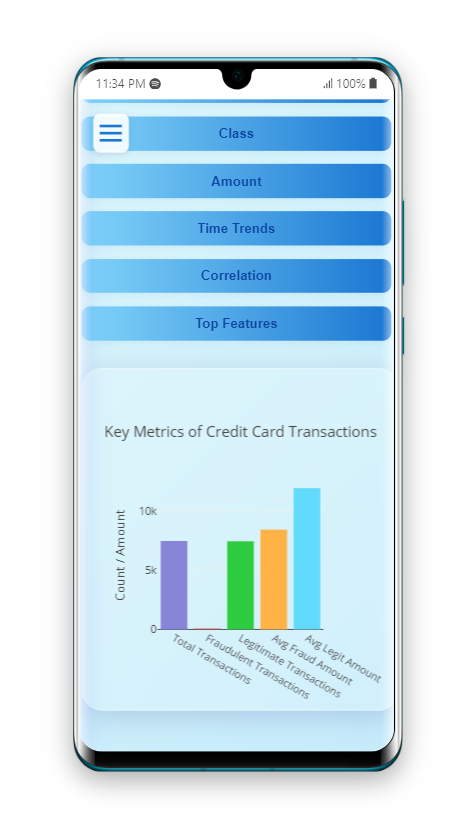 11:34 PM
100%
Class
Amount
Time Trends
Correlation
Top Features
Key Metrics of Credit Card Transactions
Count / Amount
10k
5k
0
Total Transactions
Fraudulent Transactions
Legitimate Transactions
Avg Fraud Amount
Avg Legit Amount